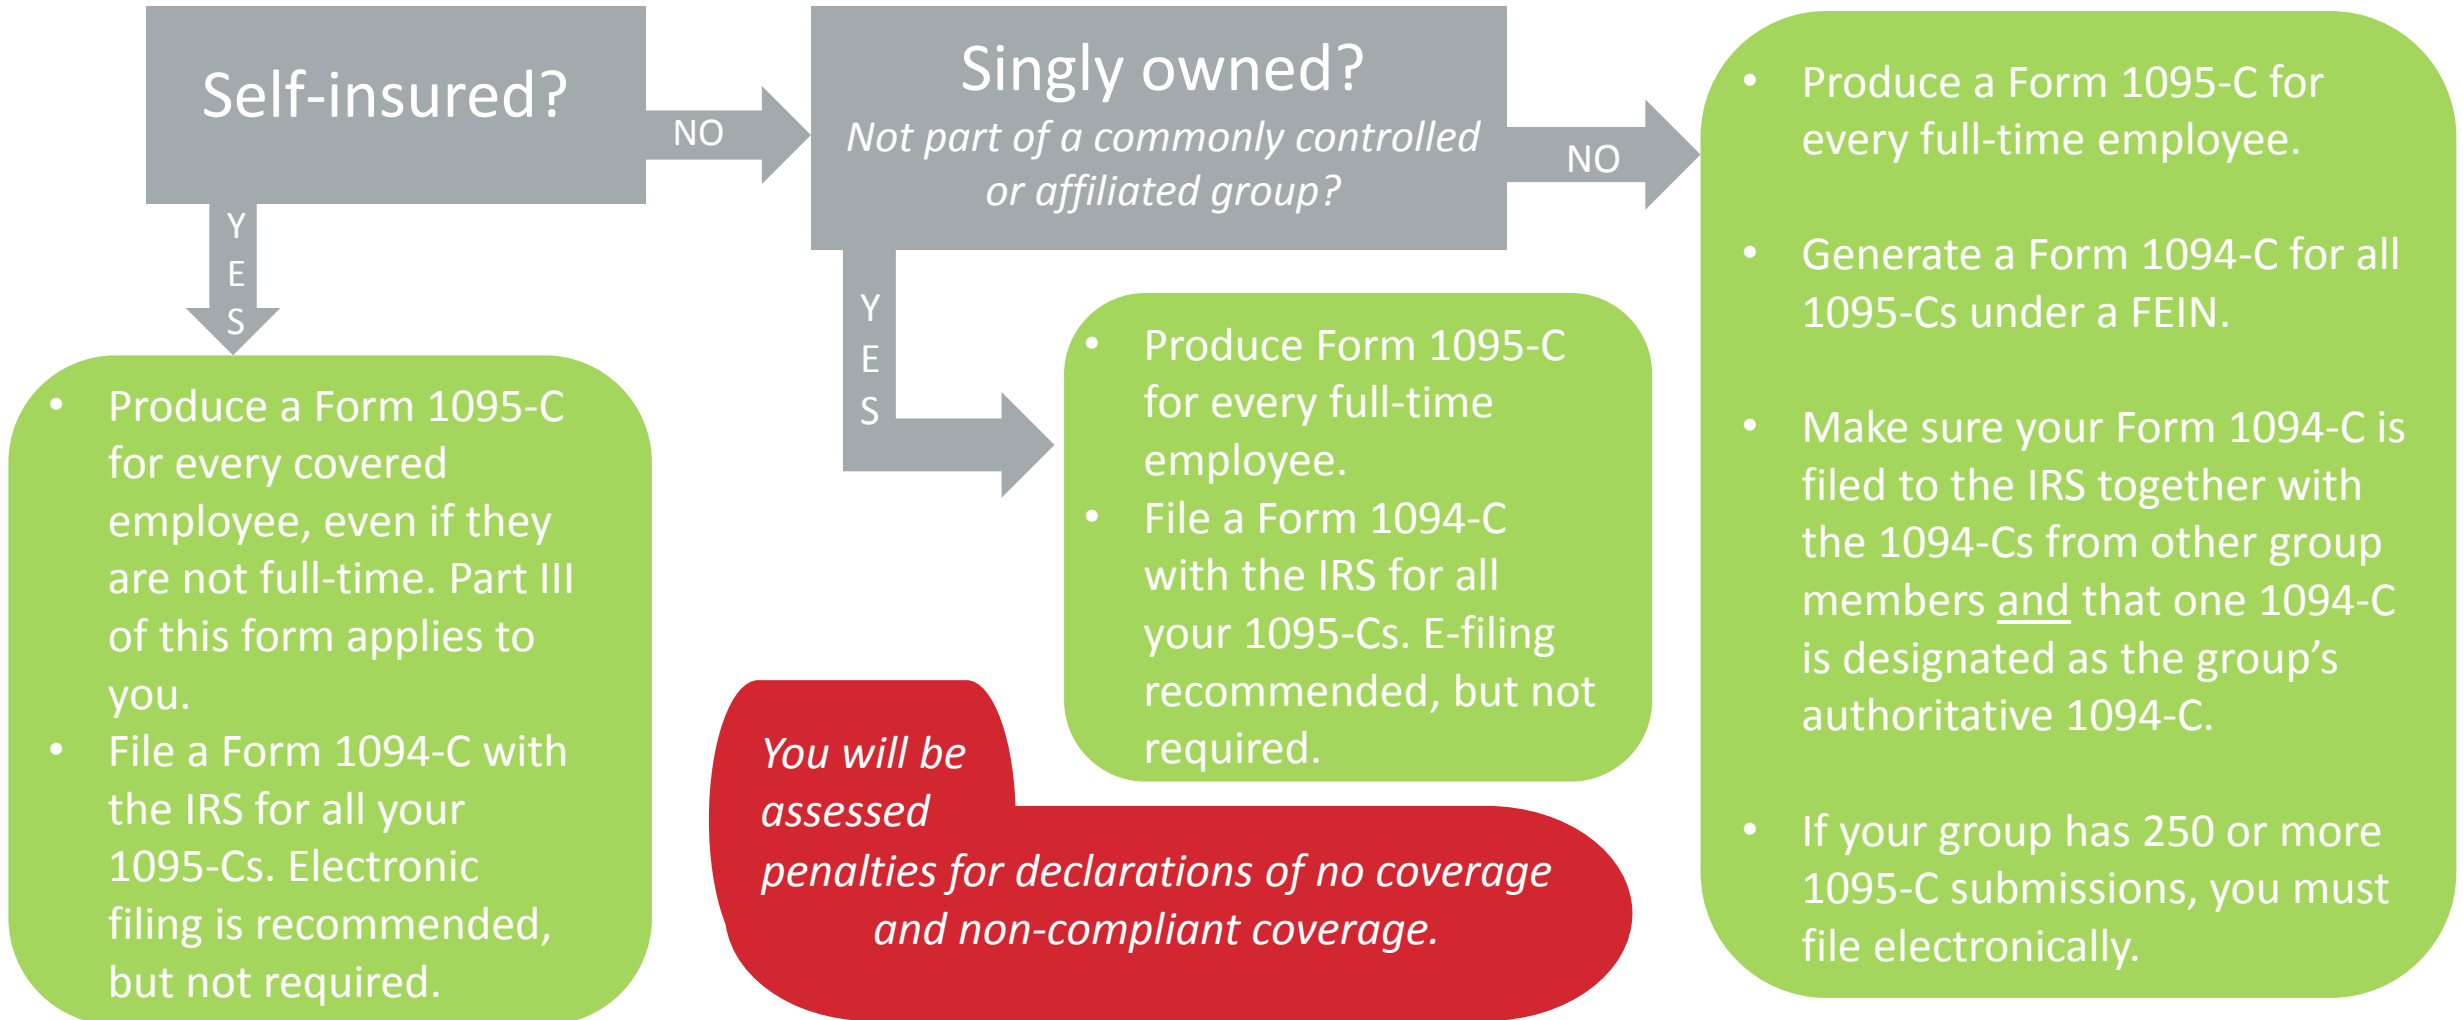 Self-insured?
NO
Singly owned?
Not part of a commonly controlled
or affiliated group?
NO
Y
E
S
Y
E
S
• Produce a Form 1095-C
for every covered
employee, even if they
are not full-time. Part III
of this form applies to
you.
• File a Form 1094-C with
the IRS for all your
1095-Cs. Electronic
filing is recommended,
but not required.
• Produce Form 1095-C
for every full-time
employee.
• File a Form 1094-C
with the IRS for all
your 1095-Cs. E-filing
recommended, but not
required.
You will be
assessed
penalties for declarations of no coverage
and non-compliant coverage.
• Produce a Form 1095-C for
every full-time employee.
• Generate a Form 1094-C for all
1095-Cs under a FEIN.
• Make sure your Form 1094-C is
filed to the IRS together with
the 1094-Cs from other group
members and that one 1094-C
is designated as the group’s
authoritative 1094-C.
• If your group has 250 or more
1095-C submissions, you must
file electronically.